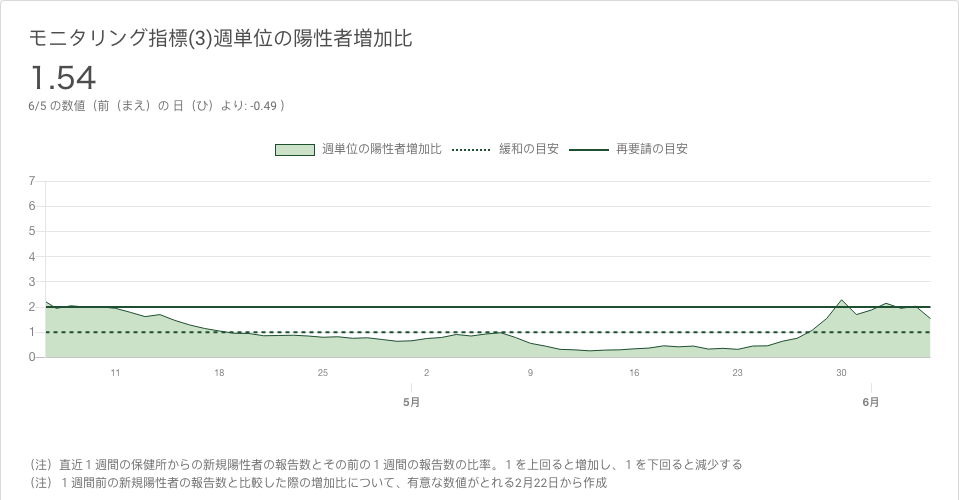 モニタリング指標(3)週単位の陽性者増加比
1.54
6/5 の数値（前（まえ）の 日（ひ）より: -0.49 ）
週単位の陽性者増加比 緩和の目安 再要請の目安
7
6
5
4
3
2
1
0
11 18 25 2 9 16 23 30
5月 6月
（注）直近１週間の保健所からの新規陽性者の報告数とその前の１週間の報告数の比率。１を上回ると増加し、１を下回ると減少する
（注）１週間前の新規陽性者の報告数と比較した際の増加比について、有意な数値がとれる2月22日から作成